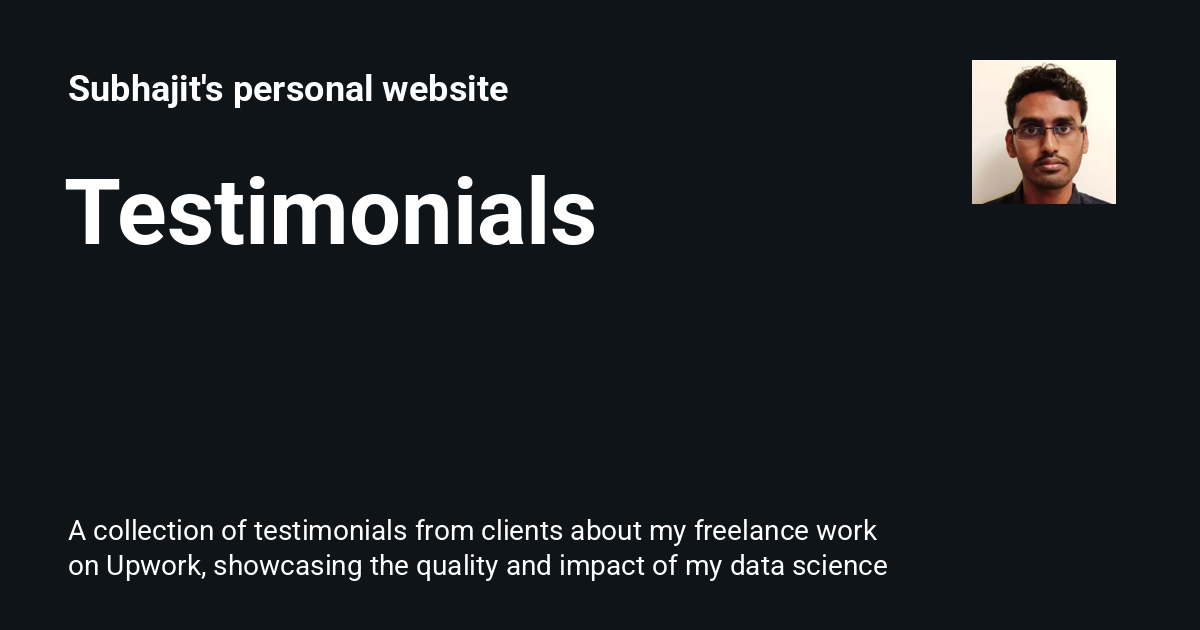 Subhajit's personal website
Testimonials
A collection of testimonials from clients about my freelance work
on Upwork, showcasing the quality and impact of my data science